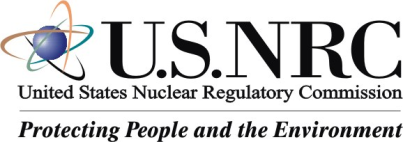 U.S.NRC
United States Nuclear Regulatory Commission
Protecting People and the Environment